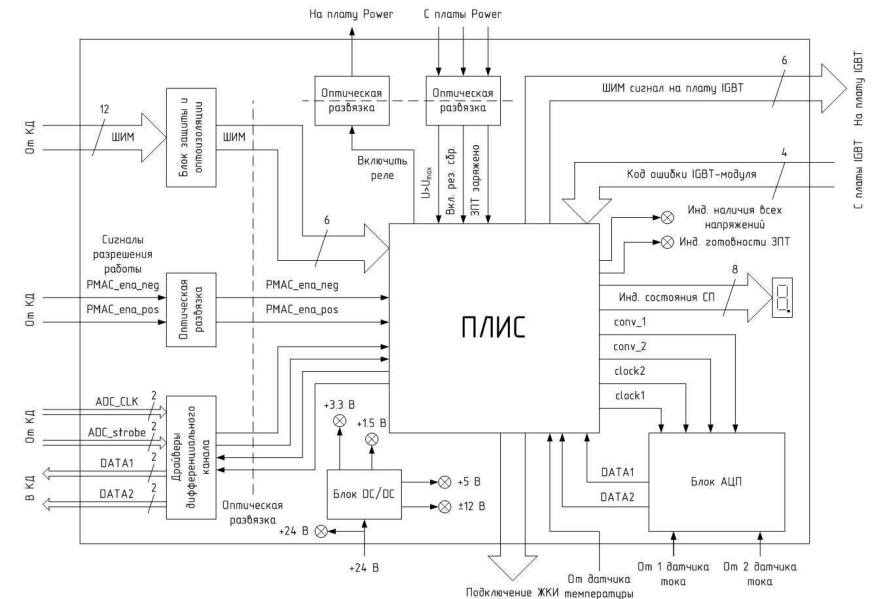 На плату Power
С платы Power
Оптическая
развязка
Оптическая
развязка
12
ШИМ
От КД
Блок защиты и
оптоизоляции
ШИМ
Включить
реле
U>Umax
Вкл. рез. сбр.
ЗПТ заряжено
6
ШИМ сигнал на плату IGBT
На плату IGBT
4
Код ошибки IGBT-модуля
С платы IGBT
6
Инд. наличия всех
напряжений
Инд. готовности ЗПТ
Сигналы
разрешения
работы
PMAC_ena_neg
PMAC_ena_pos
От КД
Оптическая
развязка
PMAC_ena_neg
PMAC_ena_pos
ПЛИС
8
Инд. состояния СП
conv_1
conv_2
clock2
clock1
ADC_CLK
2
ADC_strobe
2
От КД
DATA1
2
DATA2
2
В КД
Драйверы
дифференциального
канала
Оптическая
развязка
+3.3 В
+1.5 В
Блок DC/DC
+5 В
±12 В
+24 В
+24 В
DATA1
DATA2
Блок АЦП
Подключение ЖКИ
От датчика
температуры
От 1 датчика
тока
От 2 датчика
тока